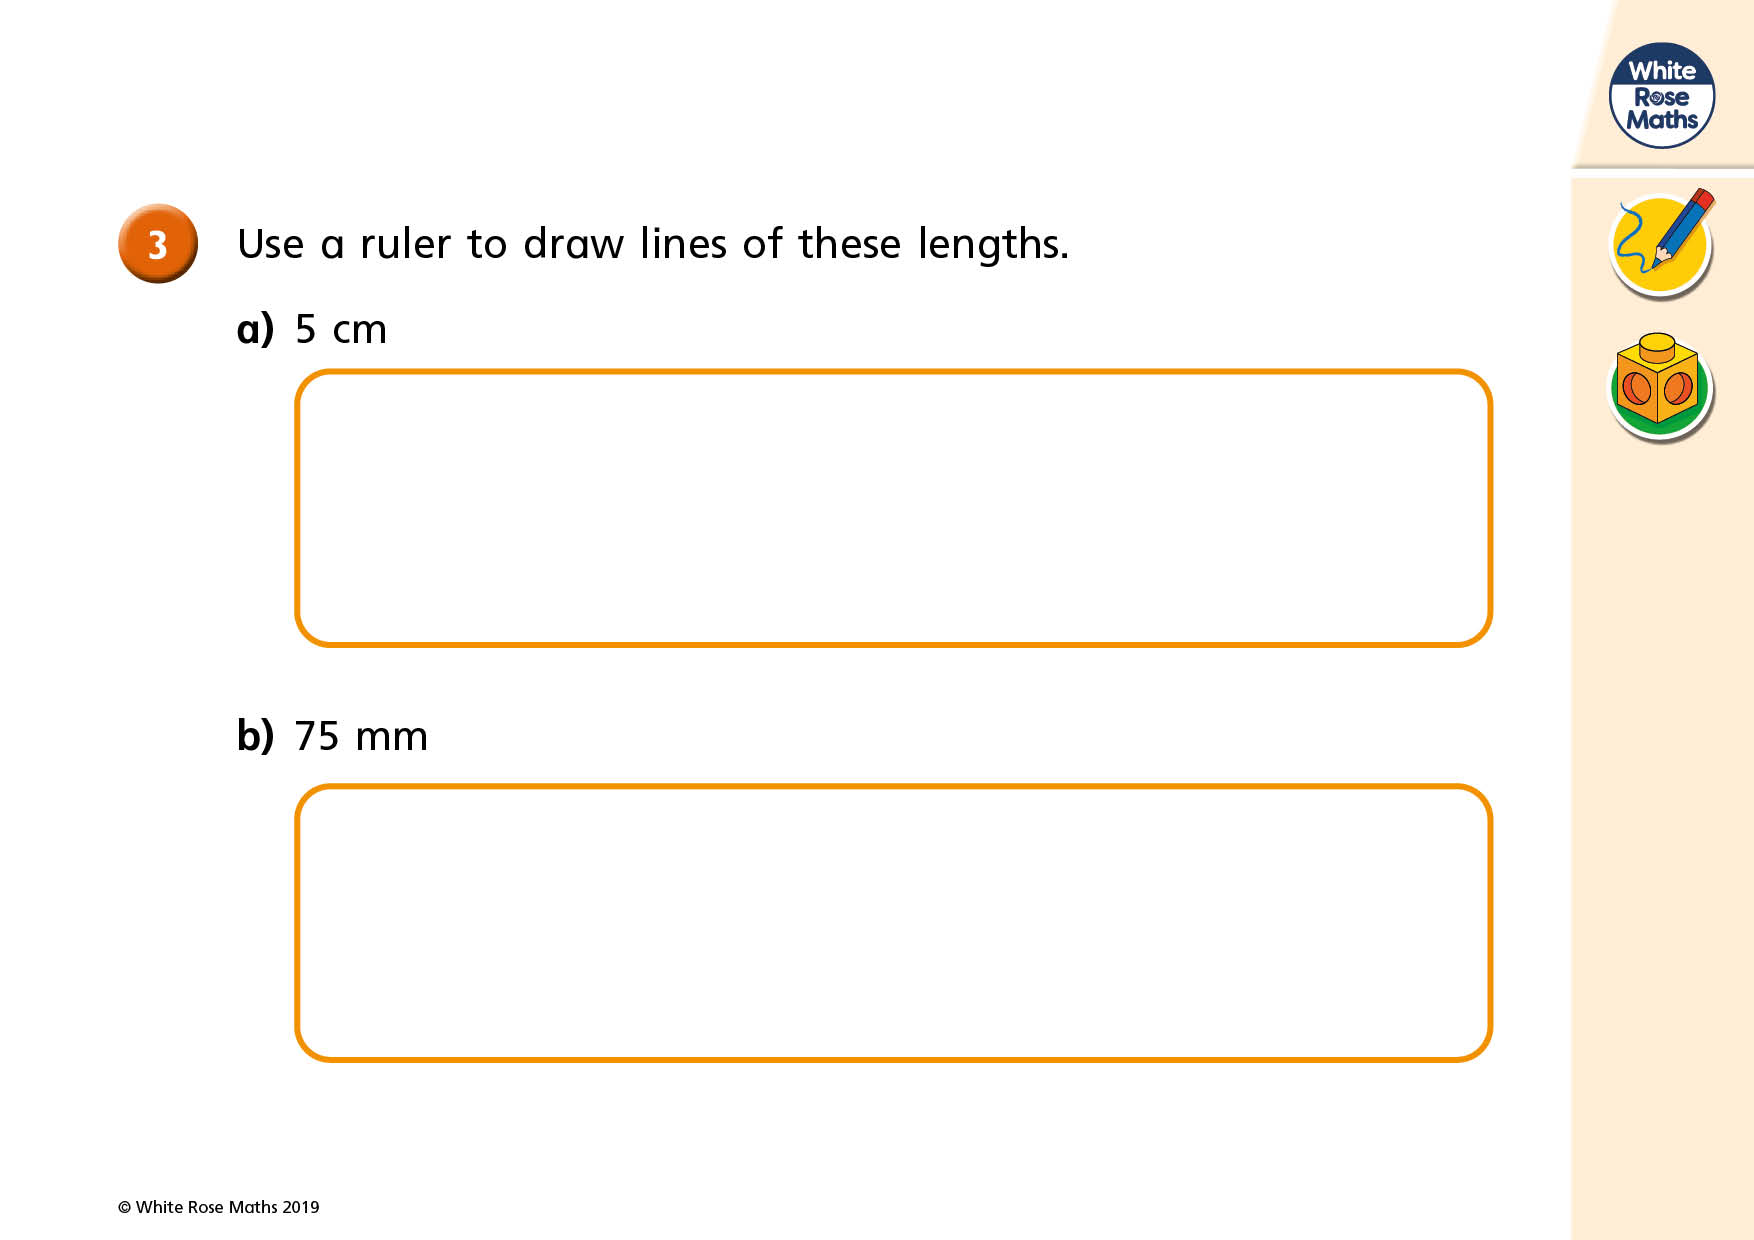 White
Rose
Maths
3 Use a ruler to draw lines of these lengths.
a) 5 cm
b) 75 mm
© White Rose Maths 2019